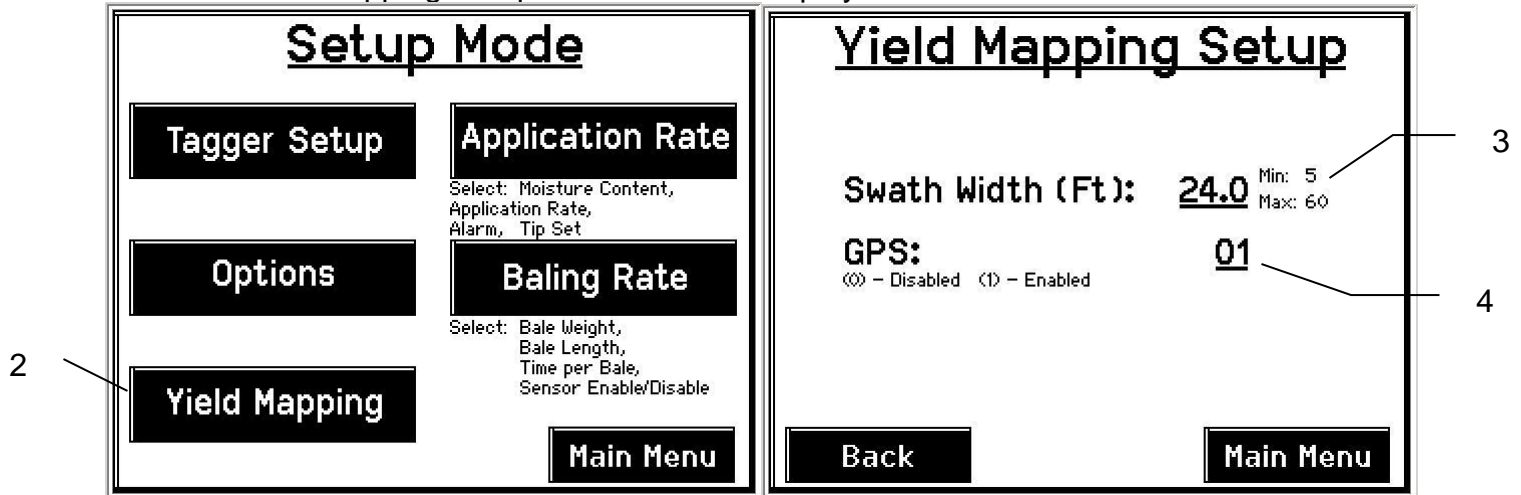 Setup Mode
Tagger Setup
Application Rate
Select: Moisture Content,
Application Rate,
Alarm, Tip Set
Options
Baling Rate
Select: Bale Weight,
Bale Length,
Time per Bale,
Sensor Enable/Disable
2
Yield Mapping
Main Menu
Yield Mapping Setup
3
Swath Width (Ft): 24.0 Min: 5
Max: 60
GPS: 01
(0) - Disabled (1) - Enabled
4
Back
Main Menu